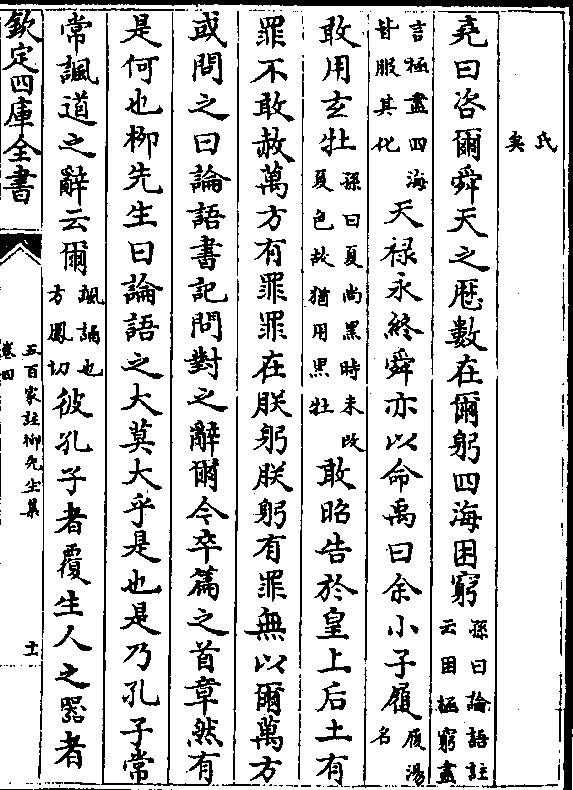 氏
矣
堯曰咨爾舜天之厯數在爾躬四海困窮孫曰論語註云困極窮盡
言極盡四海甘服其化天禄永終舜亦以命禹曰余小子履履湯名
敢用玄牡孫曰夏尚黑時未改夏色故猶用黑牡敢昭告於皇上后土有
罪不敢赦萬方有罪罪在朕躬朕躬有罪無以爾萬方
或問之曰論語書記問對之辭爾今卒篇之首章然有
是何也栁先生曰論語之大莫大乎是也是乃孔子常
常諷道之辭云爾諷誦也方鳳切彼孔子者覆生人之器者
欽定四庫全書
五百家註栁先生集
卷四
十一